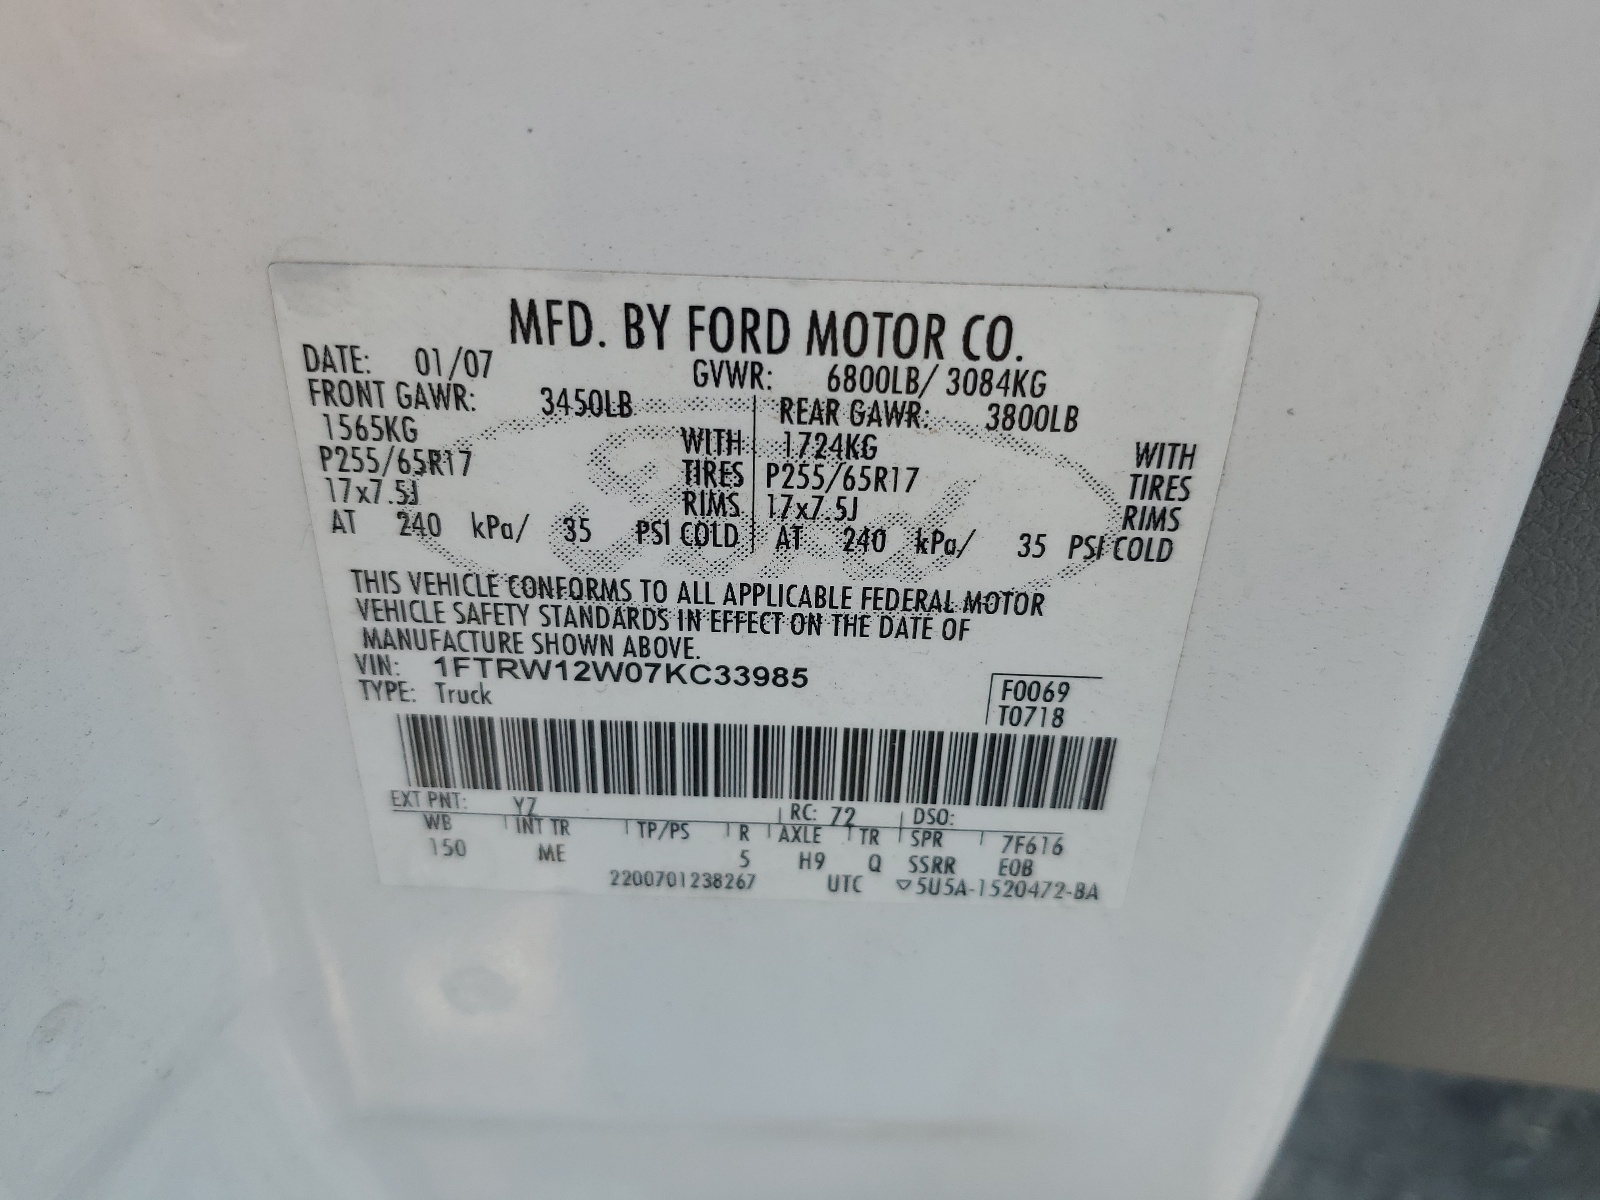 MFD. BY FORD MOTOR CO.
DATE: 01/07 GVWR: 6800LB/ 3084KG
FRONT GAWR: 3450LB REAR GAWR: 3800LB
1565KG WITH 1724KG WITH
P255/65R17 TIRES P255/65R17 TIRES
17x7.5J RIMS 17x7.5J RIMS
AT 240 kPa/ 35 PSI COLD AT 240 kPa/ 35 PSI COLD
Ford
THIS VEHICLE CONFORMS TO ALL APPLICABLE FEDERAL MOTOR
VEHICLE SAFETY STANDARDS IN EFFECT ON THE DATE OF
MANUFACTURE SHOWN ABOVE.
VIN: 1FTRW12W07KC33985
TYPE: Truck
F0069
T0718
EXT PNT: YZ RC: 72 DSO:
WB INT TR TP/PS R AXLE TR SPR 7F616
150 ME 5 H9 Q SSRR EOB
2200701238267 UTC ▽5U5A-1520472-BA